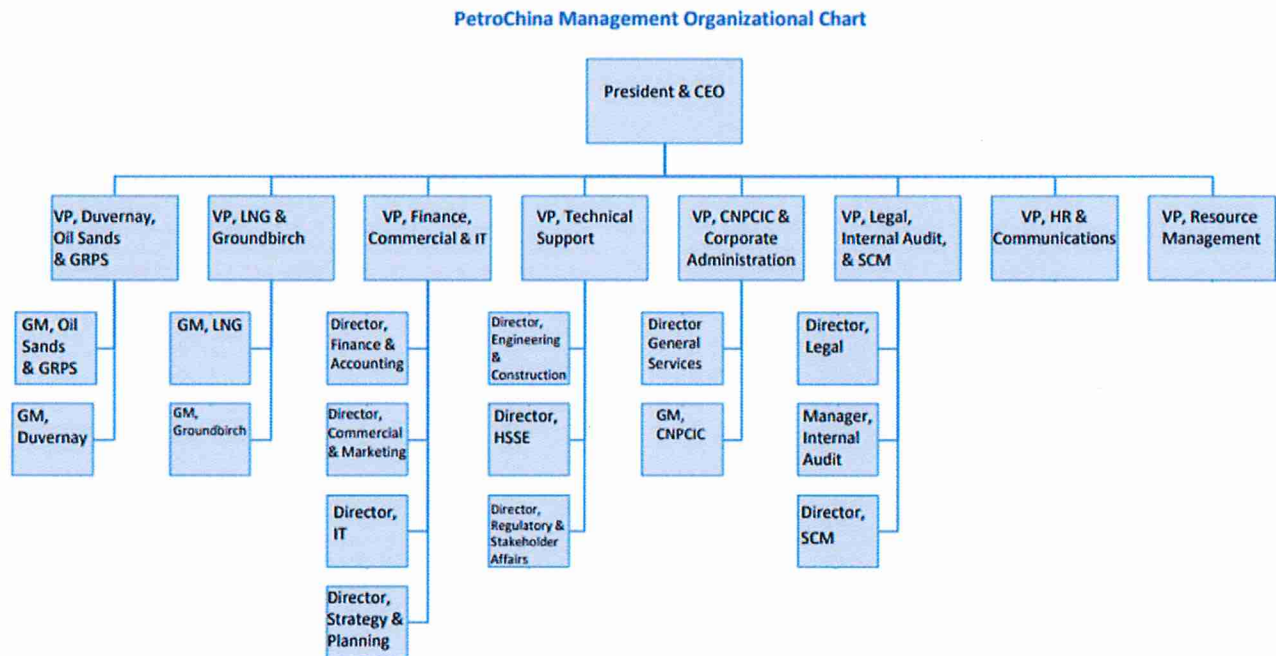 PetroChina Management Organizational Chart
President & CEO
VP, Duvernay,
Oil Sands
& GRPS
VP, LNG &
Groundbirch
VP, Finance,
Commercial & IT
VP, Technical
Support
VP, CNPCIC &
Corporate
Administration
VP, Legal,
Internal Audit,
& SCM
VP, HR &
Communications
VP, Resource
Management
GM, Oil
Sands
& GRPS
GM, Duvernay
GM, LNG
GM,
Groundbirch
Director,
Finance &
Accounting
Director,
Commercial
& Marketing
Director,
IT
Director,
Strategy &
Planning
Director,
Engineering
&
Construction
Director,
HSSE
Director,
Regulatory &
Stakeholder
Affairs
Director
General
Services
GM,
CNPCIC
Director,
Legal
Manager,
Internal
Audit
Director,
SCM